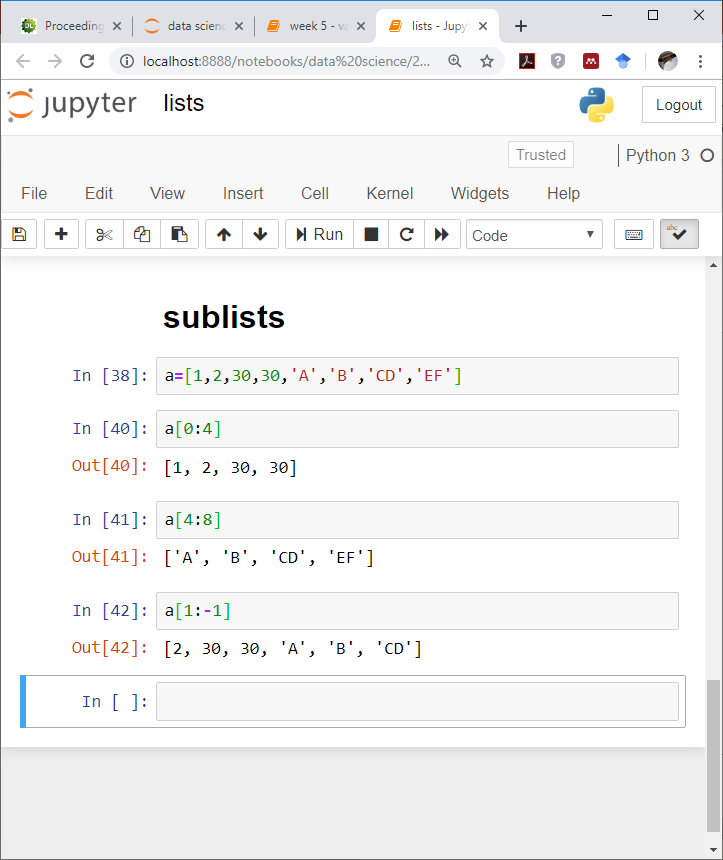 Proceeding
data scienc
week 5 - va
lists - Jupyt
localhost:8888/notebooks/data%20science/2...
jupyter lists
Logout
Trusted
Python 3
File Edit View Insert Cell Kernel Widgets Help
Run
Code
abc
sublists
In [38]: a=[1,2,30,30,'A','B','CD','EF']
In [40]: a[0:4]
Out[40]: [1, 2, 30, 30]
In [41]: a[4:8]
Out[41]: ['A', 'B', 'CD', 'EF']
In [42]: a[1:-1]
Out[42]: [2, 30, 30, 'A', 'B', 'CD']
In [ ]: